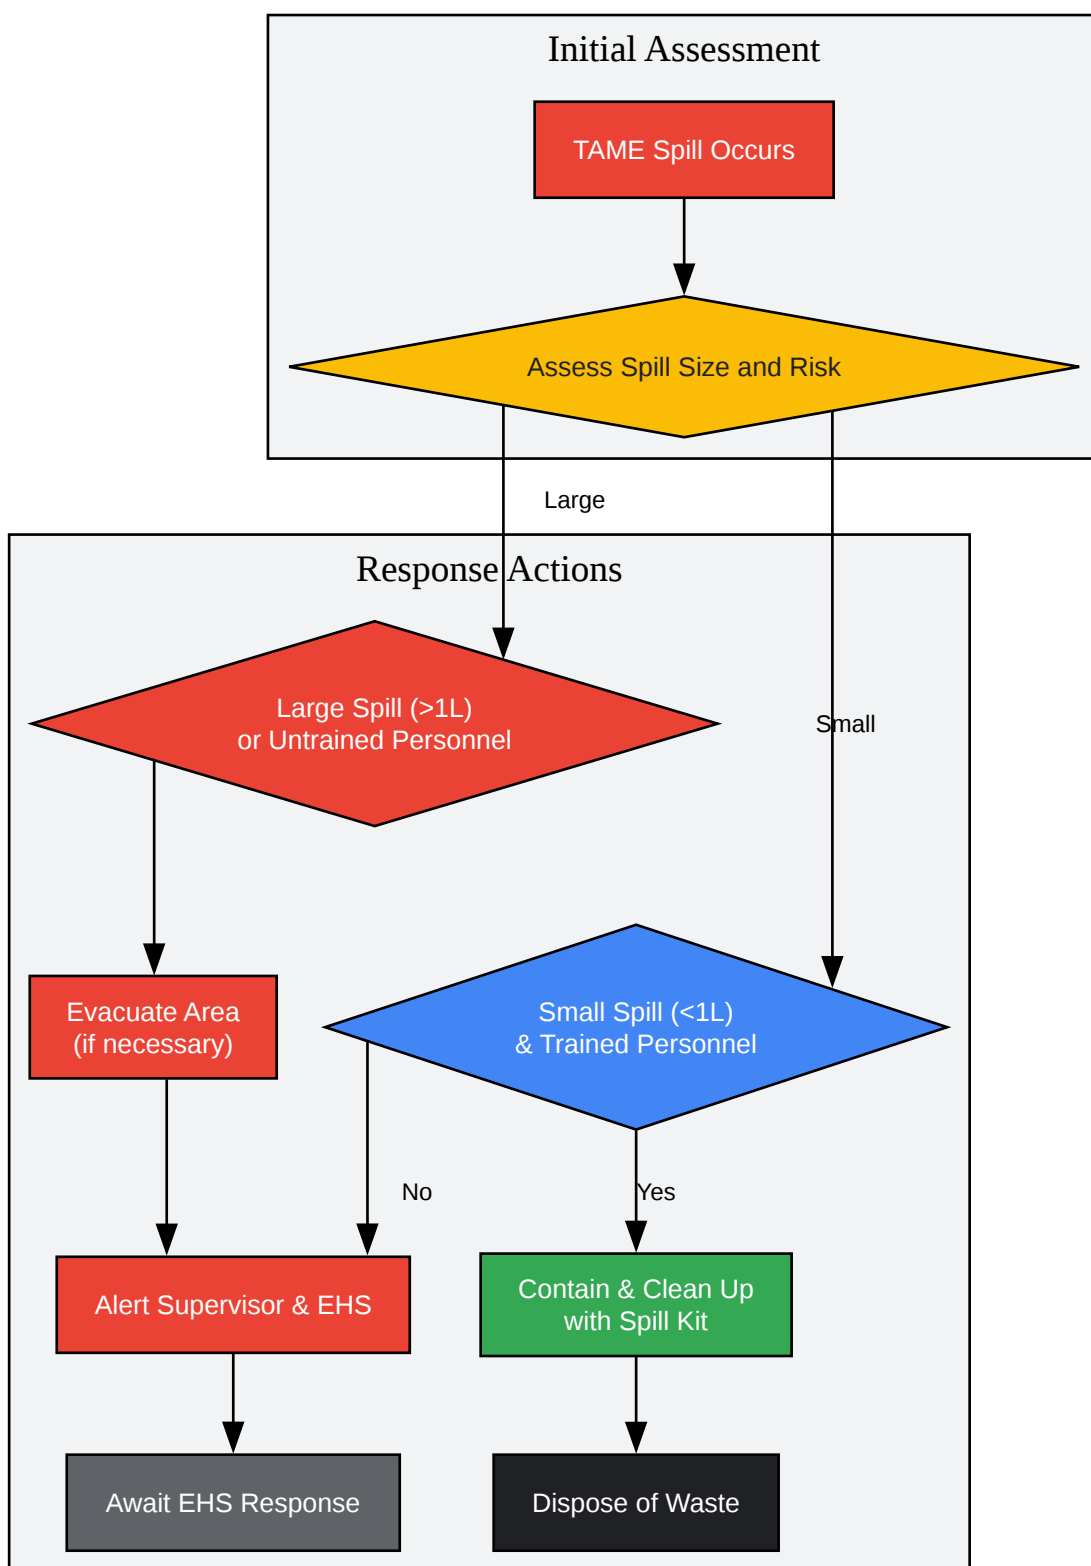 Initial Assessment
TAME Spill Occurs
Assess Spill Size and Risk
Large
Response Actions
Large Spill (>1L)
or Untrained Personnel
Small
Evacuate Area
(if necessary)
Small Spill (<1L)
& Trained Personnel
No
Yes
Alert Supervisor & EHS
Contain & Clean Up
with Spill Kit
Await EHS Response
Dispose of Waste